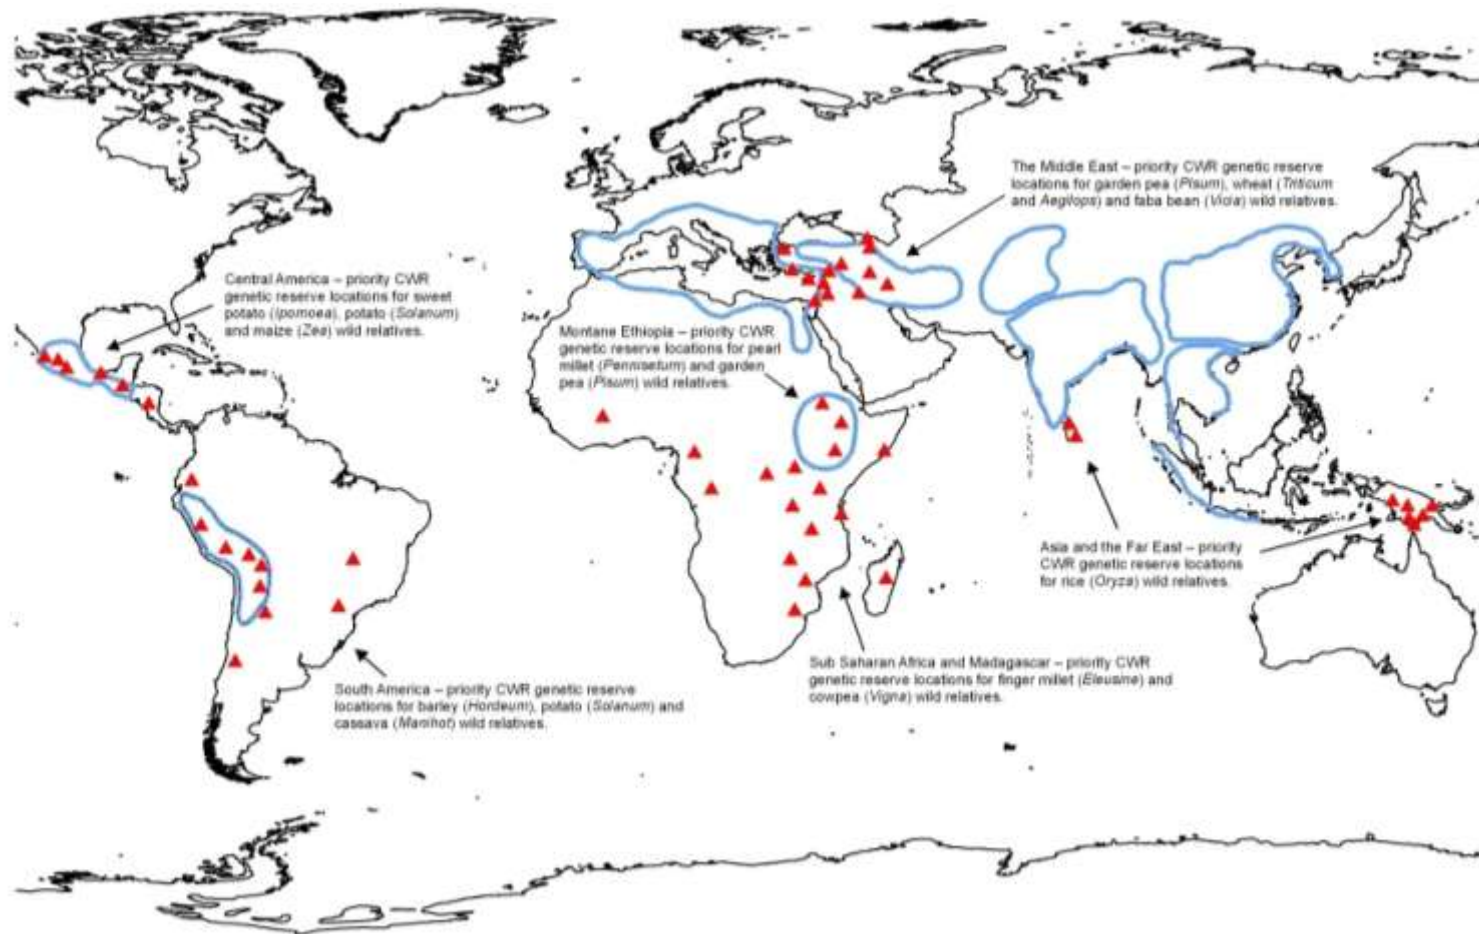 The Middle East – priority CWR genetic reserve
locations for garden pea (Pisum), wheat (Triticum
and Aegilops) and faba bean (Vicia) wild relatives.
Central America – priority CWR
genetic reserve locations for sweet
potato (Ipomoea), potato (Solanum)
and maize (Zea) wild relatives.
Montane Ethiopia – priority CWR
genetic reserve locations for pearl
millet (Pennisetum) and garden
pea (Pisum) wild relatives.
Asia and the Far East – priority
CWR genetic reserve locations
for rice (Oryza) wild relatives.
Sub Saharan Africa and Madagascar – priority CWR
genetic reserve locations for finger millet (Eleusine) and
cowpea (Vigna) wild relatives.
South America – priority CWR genetic reserve
locations for barley (Hordeum), potato (Solanum) and
cassava (Manihot) wild relatives.